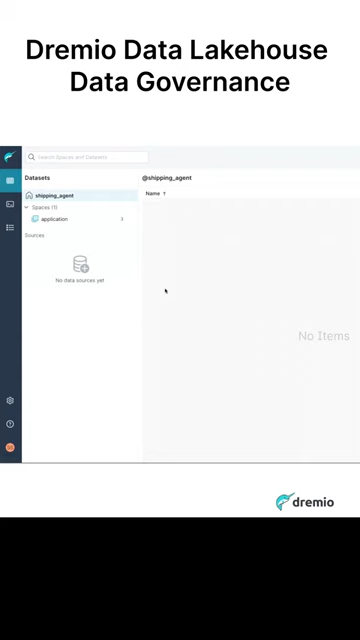 Dremio Data Lakehouse
Data Governance
Search Spaces and Datasets
Datasets
@shipping_agent
shipping_agent
Name ↑
Spaces (1)
application
Sources
No data sources yet
No Items
dremio